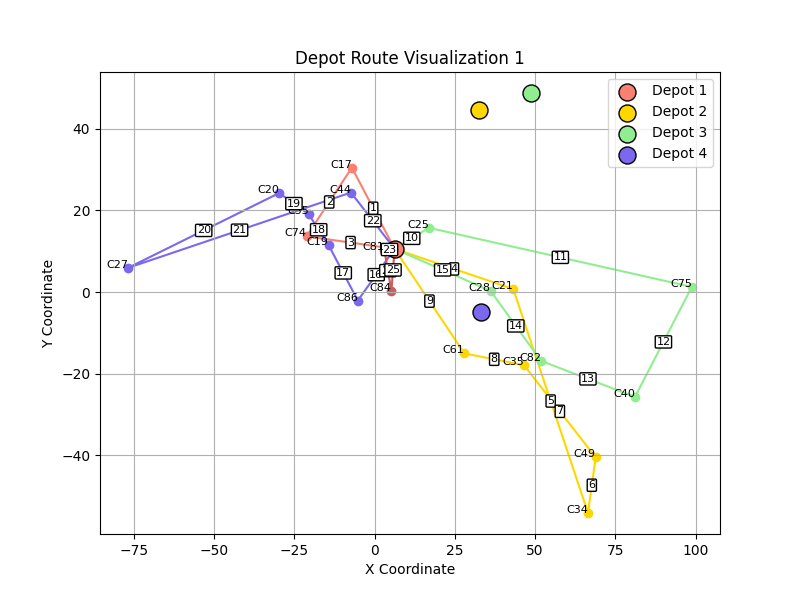 Depot Route Visualization 1
Depot 1
Depot 2
Depot 3
Depot 4
40
20
0
−20
−40
−75
−50
−25
0
25
50
75
100
X Coordinate
Y Coordinate
C17
C20
C44
C74
C19
C27
C86
C84
C25
C28
C21
C75
C61
C35
C82
C40
C49
C34
1
2
3
4
5
6
7
8
9
10
11
12
13
14
15
16
17
18
19
20
21
22
23
25